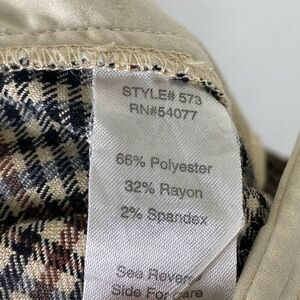 STYLE# 573
RN#54077
66% Polyester
32% Rayon
2% Spandex
See Reverse
Side For Care